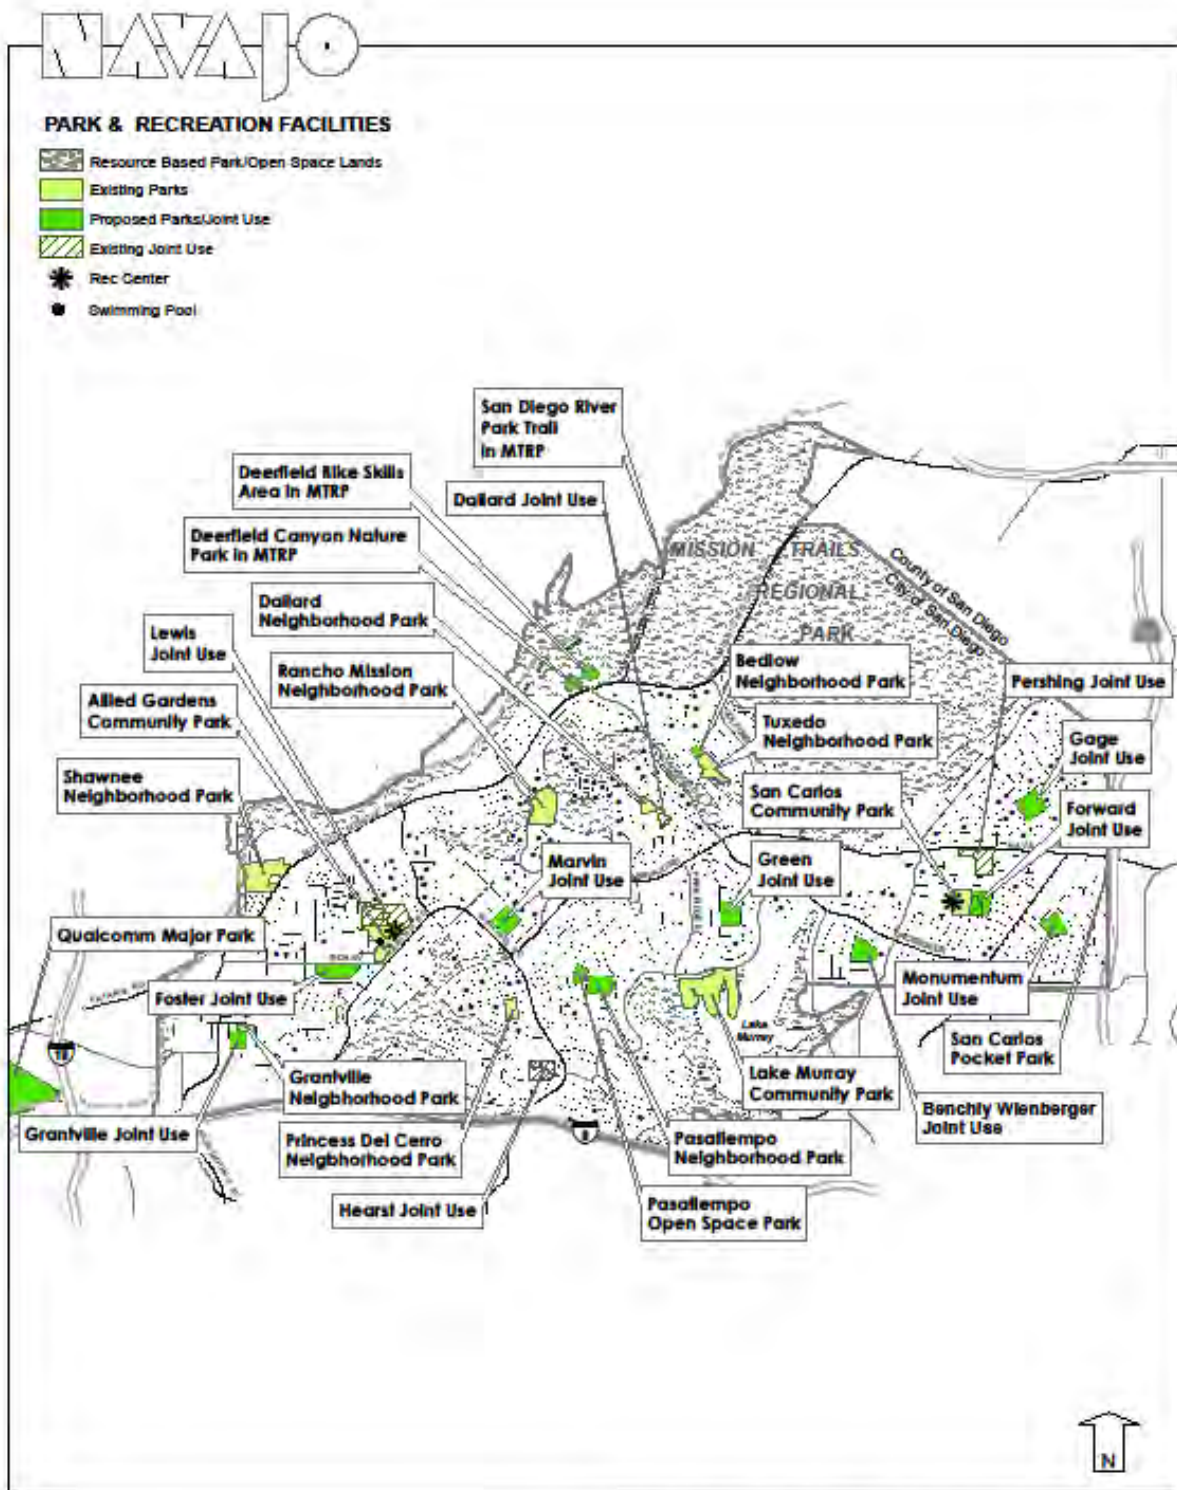 NAVAJO
PARK & RECREATION FACILITIES
Resource Based Park/Open Space Lands
Existing Parks
Proposed Parks/Joint Use
Existing Joint Use
Rec Center
Swimming Pool
San Diego River
Park Trail
in MTRP
Deerfield Bike Skills
Area in MTRP
Dailard Joint Use
Deerfield Canyon Nature
Park in MTRP
MISSION TRAILS
REGIONAL
PARK
County of San Diego
City of San Diego
Dailard
Neighborhood Park
Lewis
Joint Use
Rancho Mission
Neighborhood Park
Bedlow
Neighborhood Park
Pershing Joint Use
Allied Gardens
Community Park
Tuxedo
Neighborhood Park
Gage
Joint Use
Shawnee
Neighborhood Park
San Carlos
Community Park
Forward
Joint Use
Marvin
Joint Use
Green
Joint Use
Qualcomm Major Park
Foster Joint Use
Monumentum
Joint Use
Lake
Murray
San Carlos
Pocket Park
15
Grantville
Neigbhorhood Park
Lake Murray
Community Park
Benchly Wienberger
Joint Use
Grantville Joint Use
8
Princess Del Cerro
Neigbhorhood Park
Pasatiempo
Neighborhood Park
Hearst Joint Use
Pasatiempo
Open Space Park
N